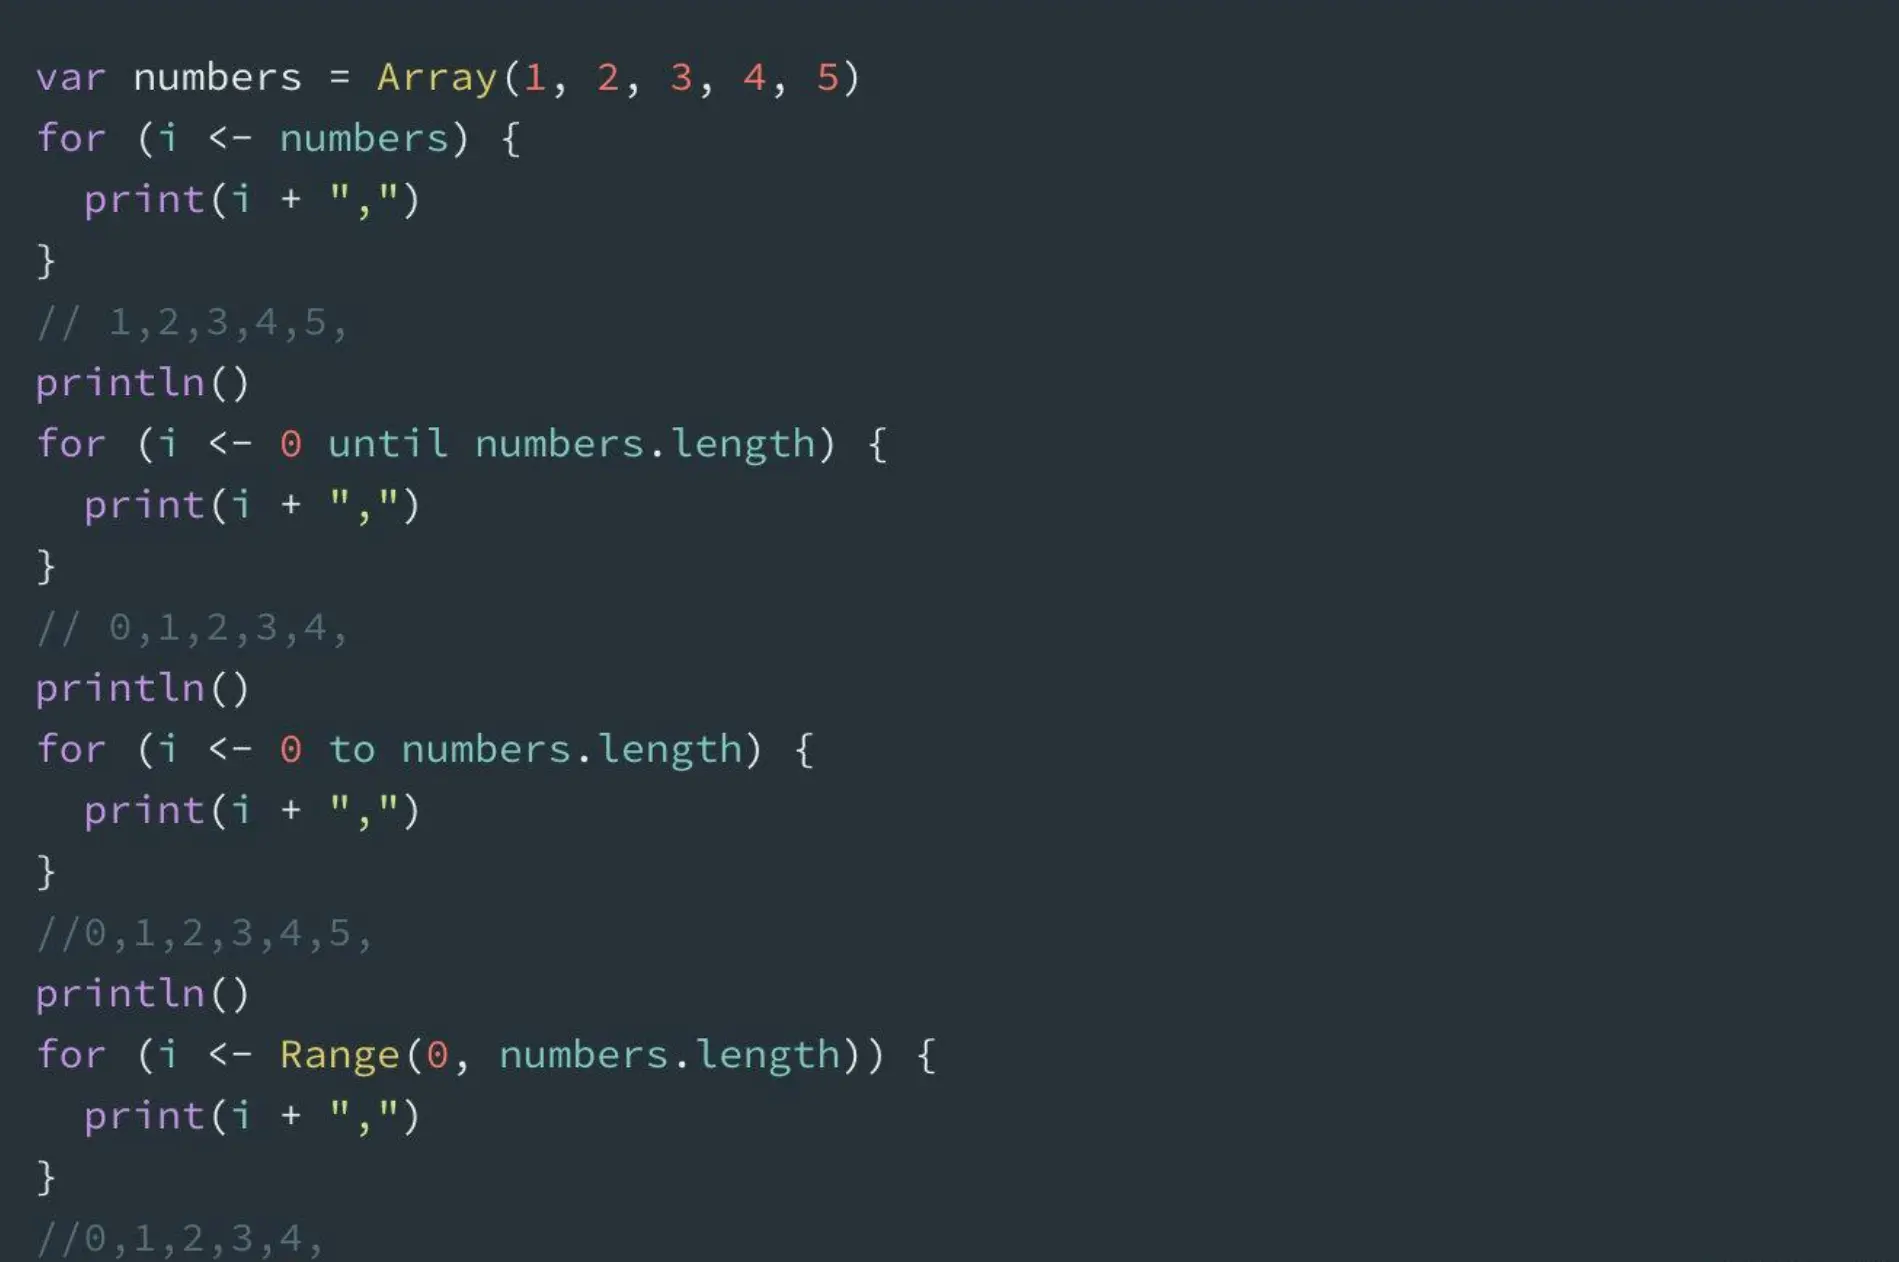 var numbers = Array(1, 2, 3, 4, 5)
for (i <- numbers) {
  print(i + ",")
}
// 1,2,3,4,5,
println()
for (i <- 0 until numbers.length) {
  print(i + ",")
}
// 0,1,2,3,4,
println()
for (i <- 0 to numbers.length) {
  print(i + ",")
}
//0,1,2,3,4,5,
println()
for (i <- Range(0, numbers.length)) {
  print(i + ",")
}
//0,1,2,3,4,